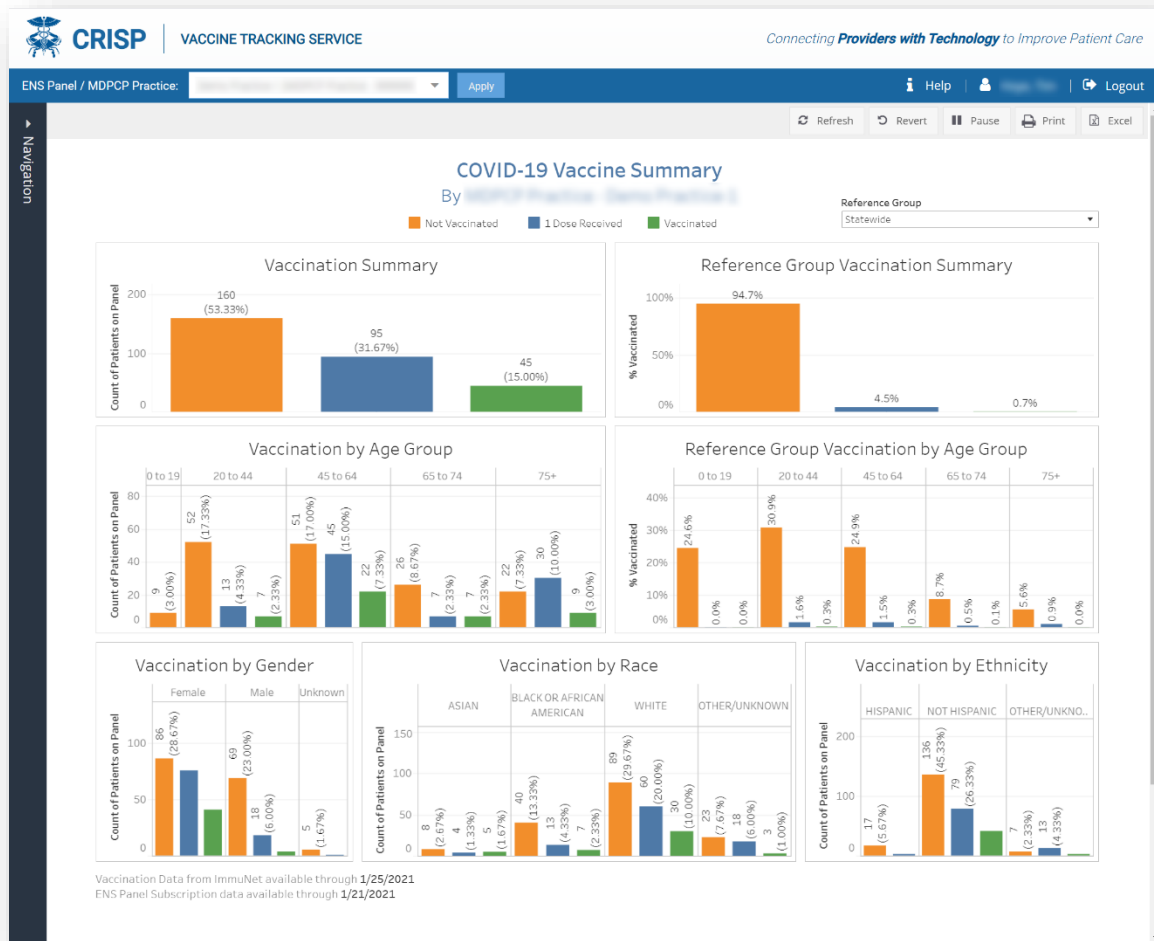 CRISP
VACCINE TRACKING SERVICE
Connecting Providers with Technology to Improve Patient Care
ENS Panel / MDPCP Practice:
Apply
Help
Logout
Navigation
Refresh
Revert
Pause
Print
Excel
COVID-19 Vaccine Summary
By
Not Vaccinated
1 Dose Received
Vaccinated
Reference Group
Statewide
Vaccination Summary
Count of Patients on Panel
200
100
0
160
(53.33%)
95
(31.67%)
45
(15.00%)
Reference Group Vaccination Summary
% Vaccinated
100%
50%
0%
94.7%
4.5%
0.7%
Vaccination by Age Group
0 to 19
20 to 44
45 to 64
65 to 74
75+
Count of Patients on Panel
80
60
40
20
0
9
(3.00%)
52
(17.33%)
13
(4.33%)
7
(2.33%)
51
(17.00%)
45
(15.00%)
22
(7.33%)
26
(8.67%)
7
(2.33%)
7
(2.33%)
22
(7.33%)
30
(10.00%)
9
(3.00%)
Reference Group Vaccination by Age Group
0 to 19
20 to 44
45 to 64
65 to 74
75+
% Vaccinated
40%
30%
20%
10%
0%
24.6%
0.0%
0.0%
30.9%
1.6%
0.3%
24.9%
1.5%
0.3%
8.7%
0.5%
0.1%
5.6%
0.9%
0.0%
Vaccination by Gender
Female
Male
Unknown
Count of Patients on Panel
100
50
0
86
(28.67%)
69
(23.00%)
18
(6.00%)
5
(1.67%)
Vaccination by Race
ASIAN
BLACK OR AFRICAN
AMERICAN
WHITE
OTHER/UNKNOWN
Count of Patients on Panel
150
100
50
0
8
(2.67%)
4
(1.33%)
5
(1.67%)
40
(13.33%)
13
(4.33%)
7
(2.33%)
89
(29.67%)
60
(20.00%)
30
(10.00%)
23
(7.67%)
18
(6.00%)
3
(1.00%)
Vaccination by Ethnicity
HISPANIC
NOT HISPANIC
OTHER/UNKNO..
Count of Patients on Panel
200
100
0
17
(5.67%)
136
(45.33%)
79
(26.33%)
7
(2.33%)
13
(4.33%)
Vaccination Data from ImmuNet available through 1/25/2021
ENS Panel Subscription data available through 1/21/2021